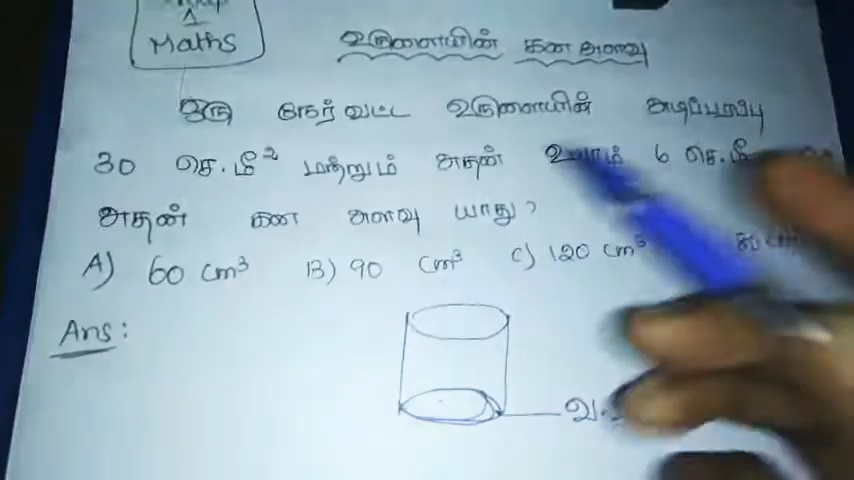 A
Maths
உருளையின் கன அளவு
ஒரு நேர் வட்ட உருளையின் அடிப்பரப்பு
30 செ.மீ² மற்றும் அதன் உயரம் 6 செ.மீ
அதன் கன அளவு யாது?
A) 60 cm³ B) 90 cm³ C) 120 cm³
Ans: